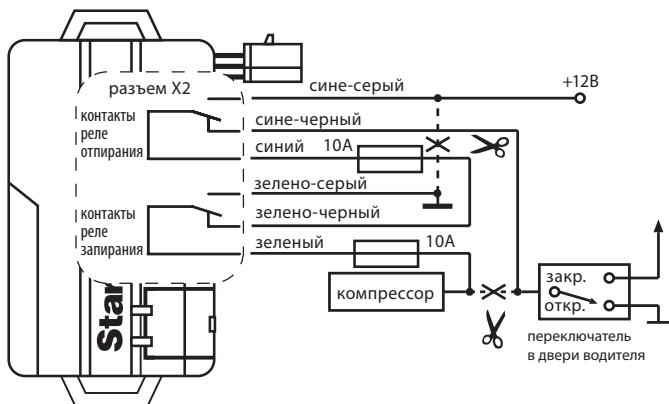 разъем X2
сине-серый
+12В
контакты
реле
отпирания
сине-черный
синий 10А
зелено-серый
контакты
реле
запирания
зелено-черный
зеленый 10А
компрессор
закр.
откр.
переключатель
в двери водителя
Star